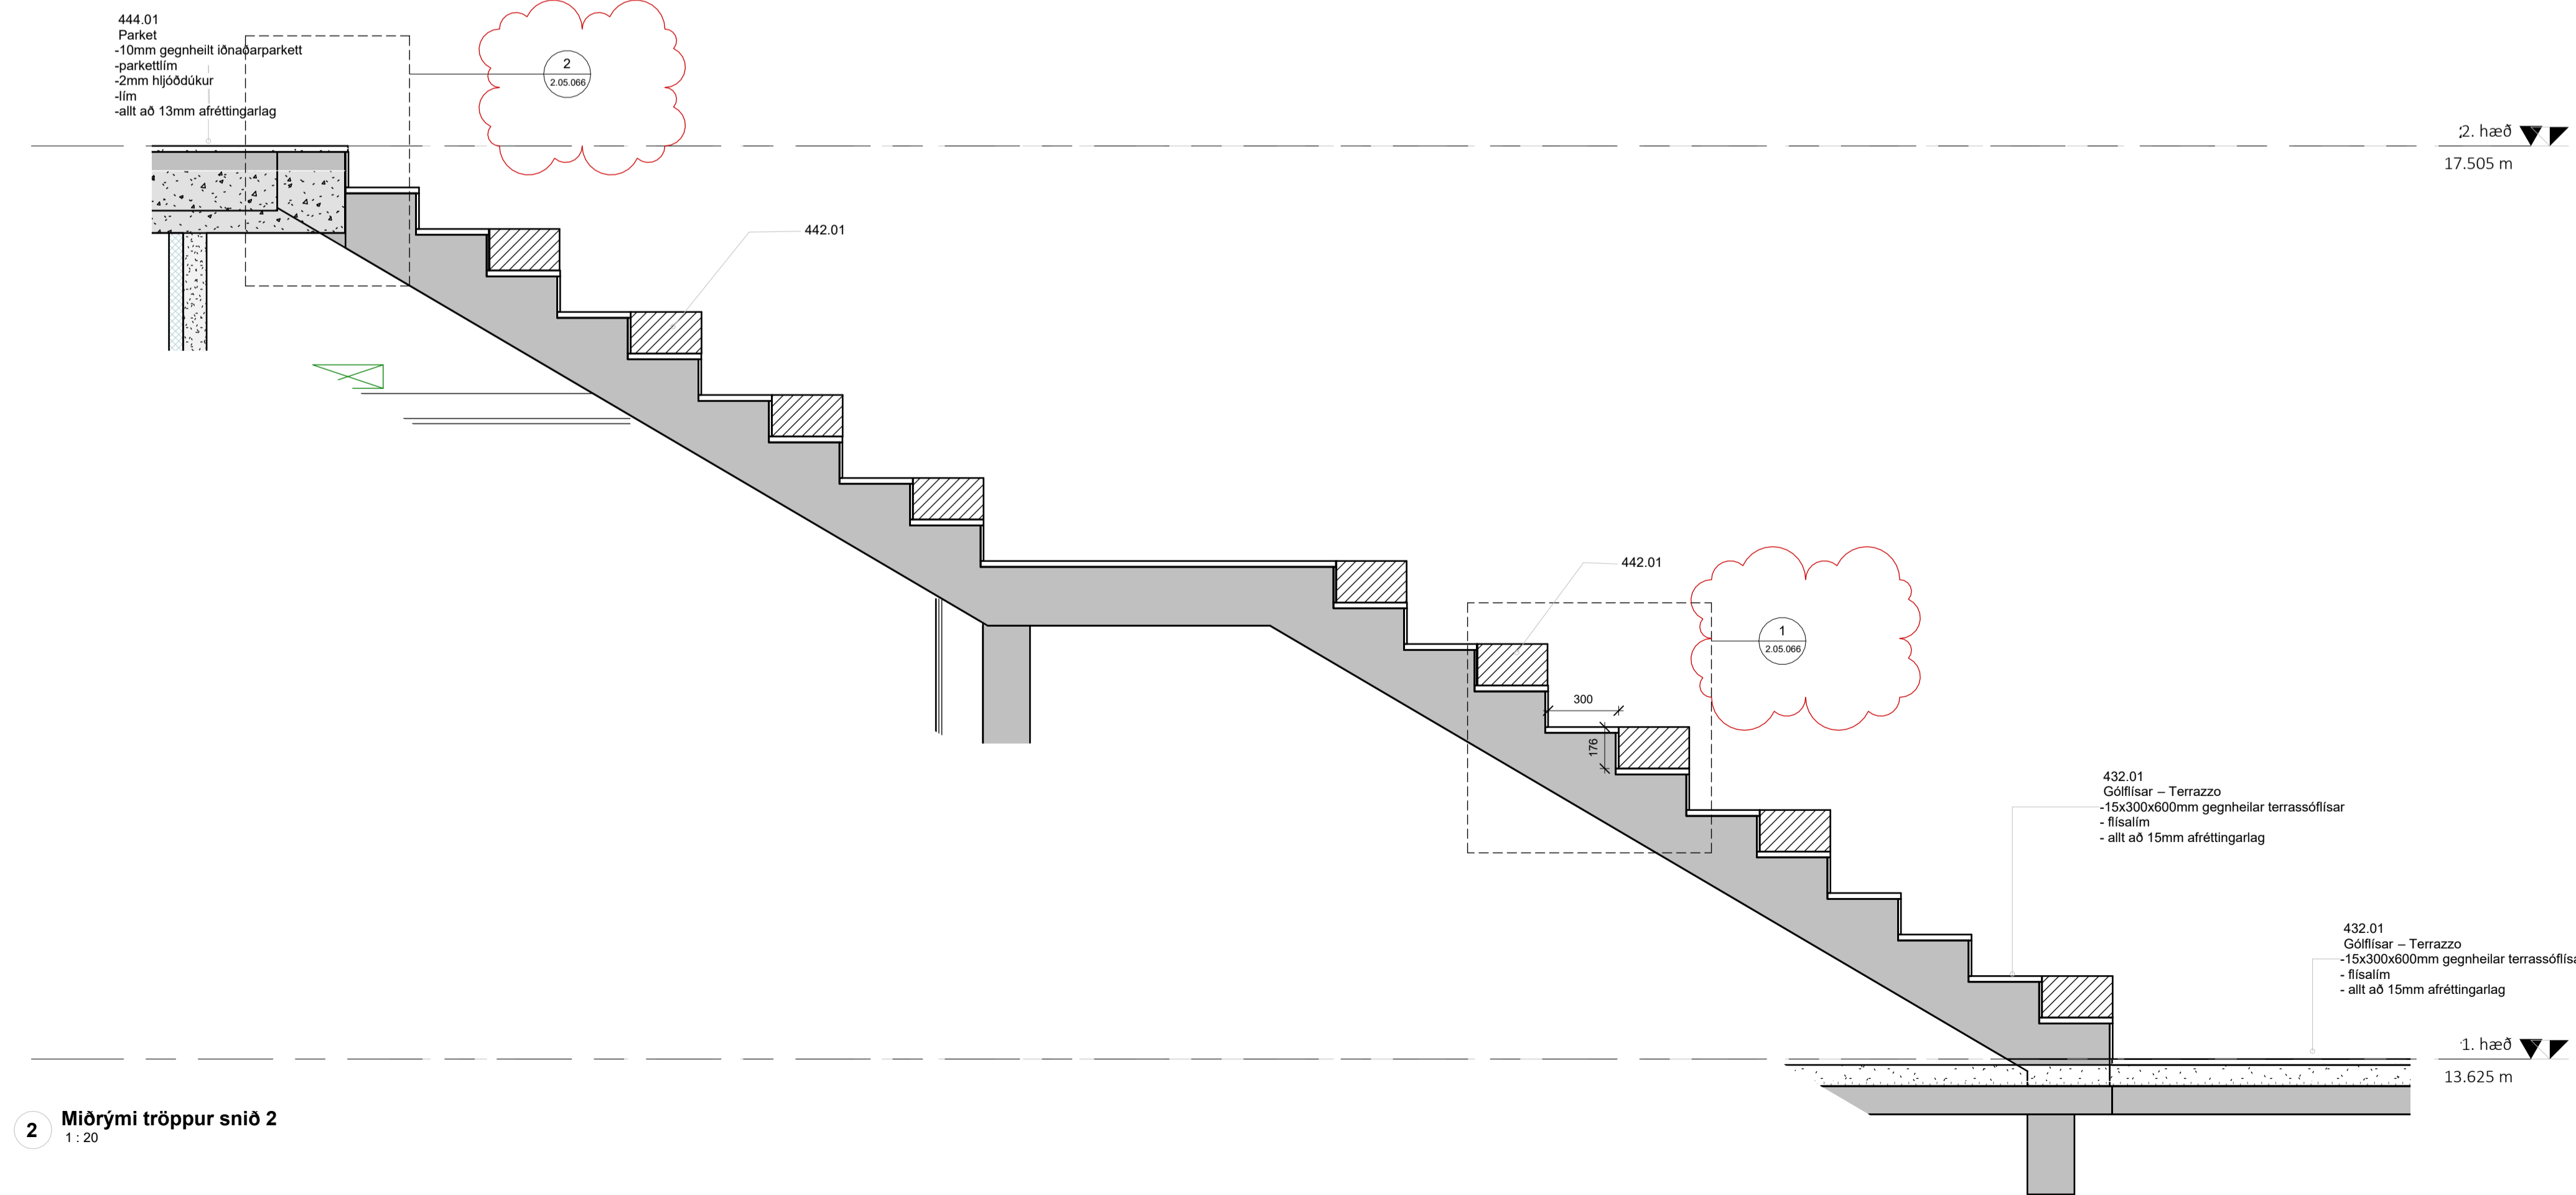 444.01
Parket
-10mm gegnheilt iðnaðarparkett
-parkettlím
-2mm hljóðdúkur
-lím
-allt að 13mm afréttingarlag
2
2.05.066
2. hæð
17.505 m
442.01
442.01
1
2.05.066
300
176
432.01
Gólflísar – Terrazzo
-15x300x600mm gegnheilar terrassóflísar
- flísalím
- allt að 15mm afréttingarlag
432.01
Gólflísar – Terrazzo
-15x300x600mm gegnheilar terrassóflísa
- flísalím
- allt að 15mm afréttingarlag
1. hæð
13.625 m
2
Miðrými tröppur snið 2
1 : 20